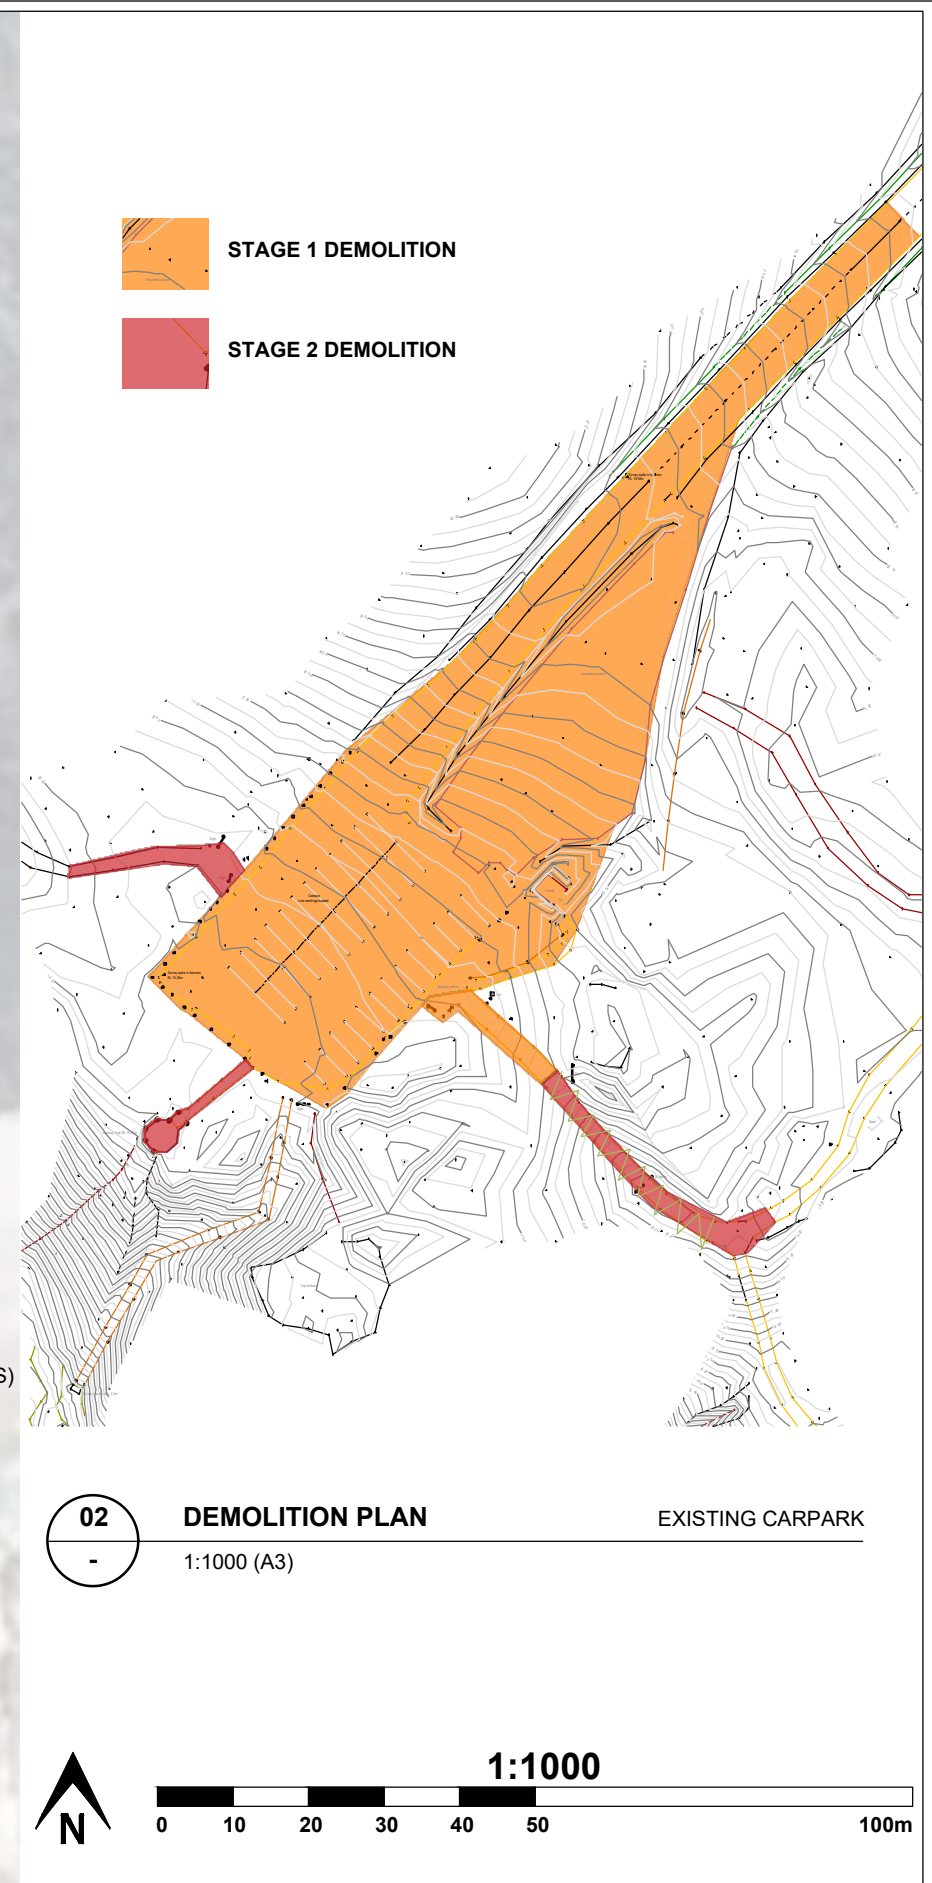 STAGE 1 DEMOLITION
STAGE 2 DEMOLITION
S)
02
-
DEMOLITION PLAN
EXISTING CARPARK
1:1000 (A3)
1:1000
N
0 10 20 30 40 50 100m